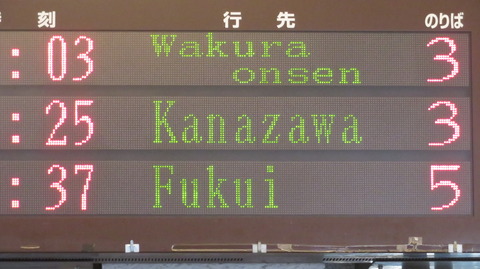 刻 行先 のりば
:03 Wakura 3
onsen
:25 Kanazawa 3
:37 Fukui 5